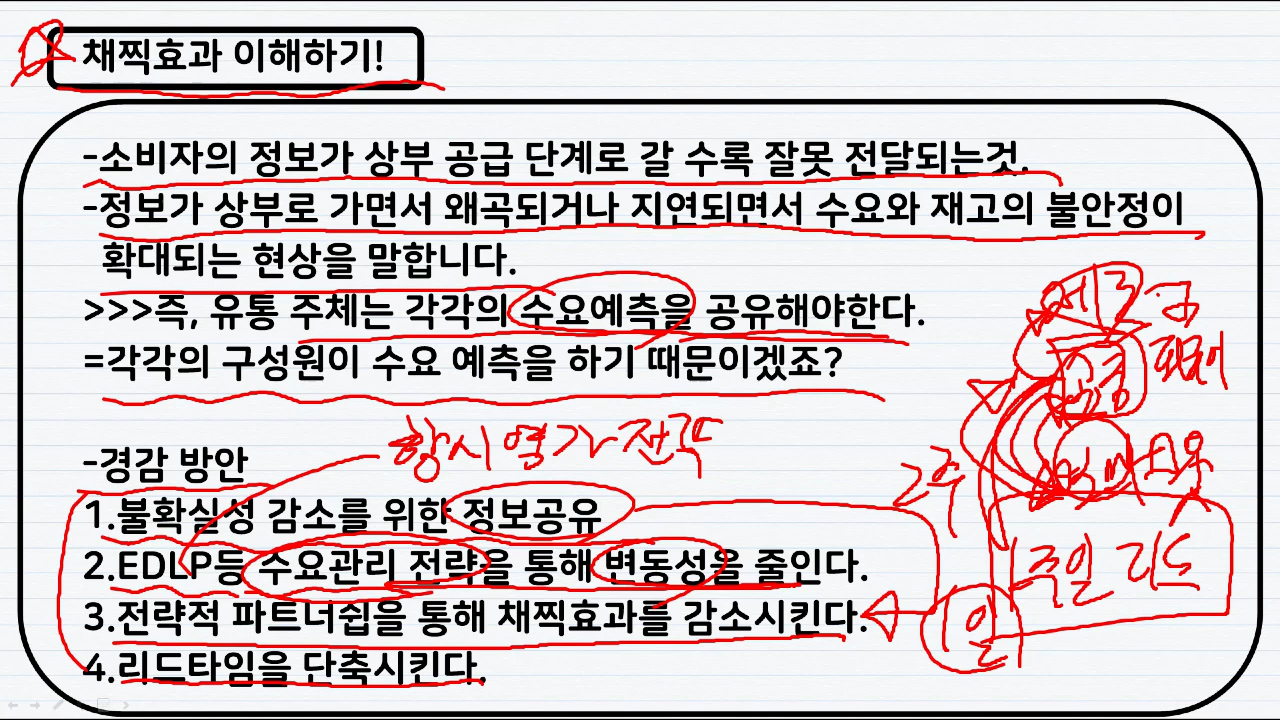 채찍효과 이해하기!
-소비자의 정보가 상부 공급 단계로 갈 수록 잘못 전달되는것.
-정보가 상부로 가면서 왜곡되거나 지연되면서 수요와 재고의 불안정이
확대되는 현상을 말합니다.
>>>즉, 유통 주체는 각각의 수요예측을 공유해야한다.
=각각의 구성원이 수요 예측을 하기 때문이겠죠?
항시염가전략
-경감 방안
1.불확실성 감소를 위한 정보공유
2.EDLP등 수요관리 전략을 통해 변동성을 줄인다.
3.전략적 파트너쉽을 통해 채찍효과를 감소시킨다.
4.리드타임을 단축시킨다.
2주
주일 리드
일